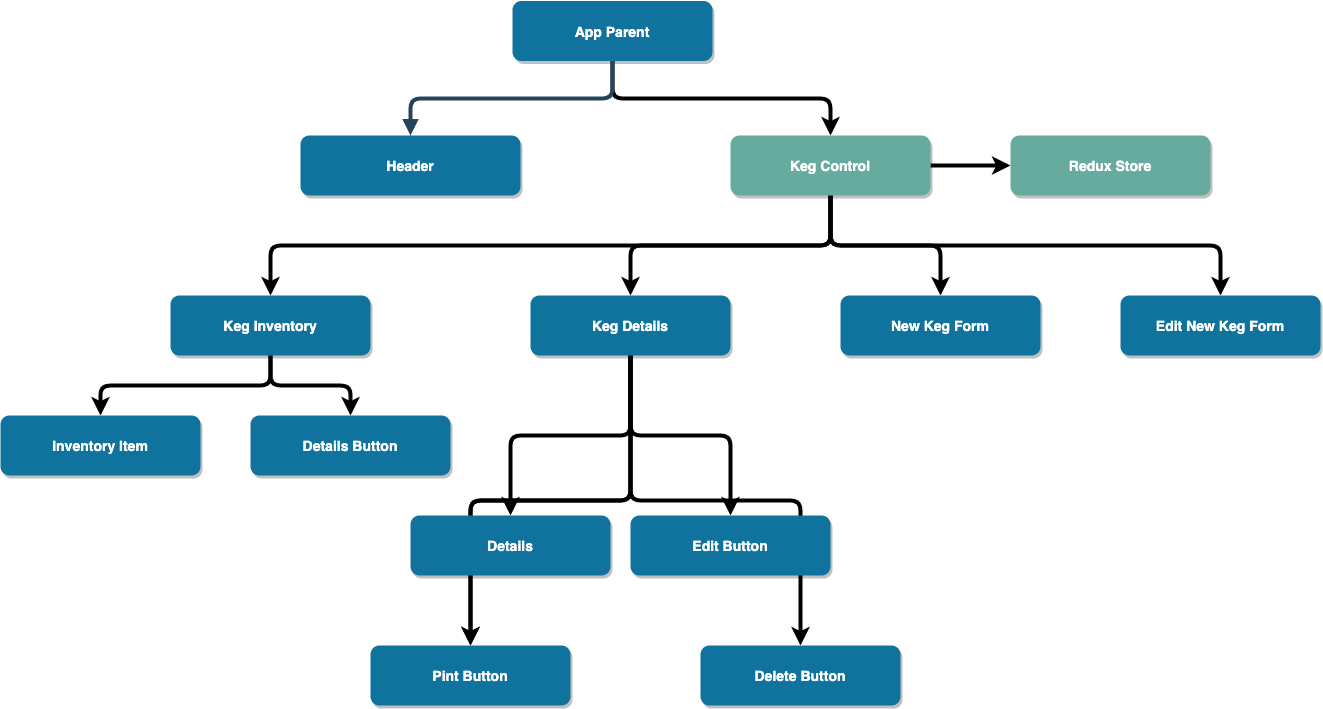 App Parent
Header
Keg Control
Redux Store
Keg Inventory
Keg Details
New Keg Form
Edit New Keg Form
Inventory Item
Details Button
Details
Edit Button
Pint Button
Delete Button